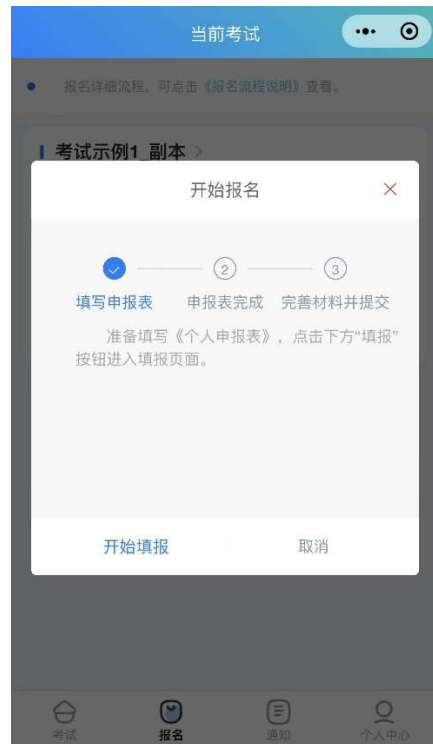 当前考试
报名详细流程，可点击《报名流程说明》查看。
考试示例1_副本 >
开始报名 ×
2 3
填写申报表 申报表完成 完善材料并提交
准备填写《个人申报表》，点击下方“填报”
按钮进入填报页面。
开始填报 取消
考试 报名 通知 个人中心